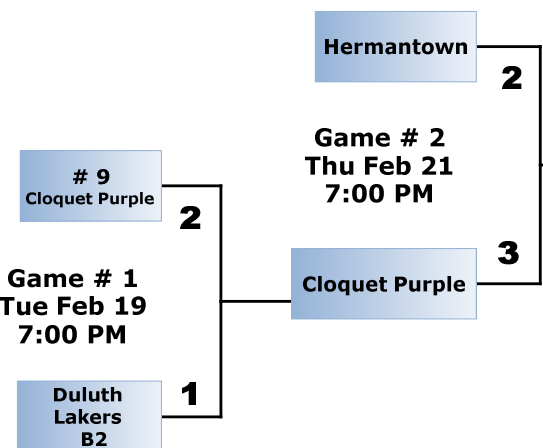 Hermantown
2
Game # 2
Thu Feb 21
7:00 PM
# 9
Cloquet Purple
2
3
Cloquet Purple
Game # 1
Tue Feb 19
7:00 PM
1
Duluth
Lakers
B2